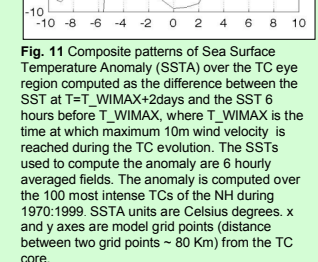 -10
-10 -8 -6 -4 -2 0 2 4 6 8 10
Fig. 11 Composite patterns of Sea Surface
Temperature Anomaly (SSTA) over the TC eye
region computed as the difference between the
SST at T=T_WIMAX+2days and the SST 6
hours before T_WIMAX, where T_WIMAX is the
time at which maximum 10m wind velocity is
reached during the TC evolution. The SSTs
used to compute the anomaly are 6 hourly
averaged fields. The anomaly is computed over
the 100 most intense TCs of the NH during
1970:1999. SSTA units are Celsius degrees. x
and y axes are model grid points (distance
between two grid points ~ 80 Km) from the TC
core.